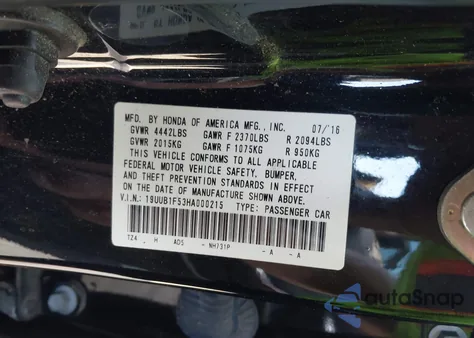 MFD. BY HONDA OF AMERICA MFG., INC. 07/'16
GVWR 4442LBS GAWR F 2370LBS R 2094LBS
GVWR 2015KG GAWR F 1075KG R 950KG
THIS VEHICLE CONFORMS TO ALL APPLICABLE
FEDERAL MOTOR VEHICLE SAFETY, BUMPER,
AND THEFT PREVENTION STANDARDS IN EFFECT
ON THE DATE OF MANUFACTURE SHOWN ABOVE.
V.I.N.: 19UUB1F53HA000215 TYPE: PASSENGER CAR
TZ4 , H ADS - NH731P - A - A
autoSnap